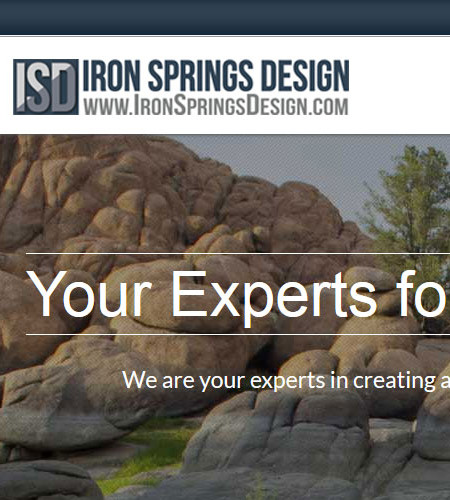 ISD IRON SPRINGS DESIGN
WWW.IRONSPRINGSDESIGN.COM
Your Experts fo
We are your experts in creating a